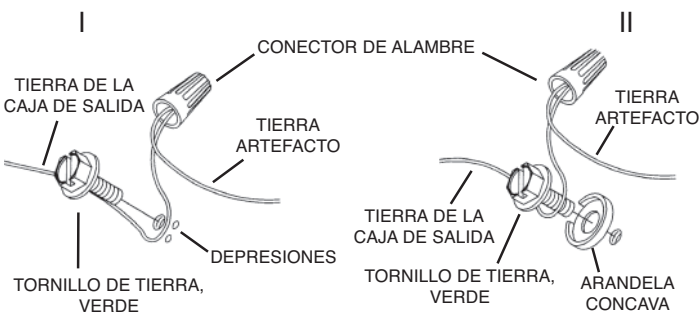 I
II
CONECTOR DE ALAMBRE
TIERRA DE LA
CAJA DE SALIDA
TIERRA
ARTEFACTO
DEPRESIONES
TORNILLO DE TIERRA,
VERDE
TIERRA
ARTEFACTO
TIERRA DE LA
CAJA DE SALIDA
TORNILLO DE TIERRA,
VERDE
ARANDELA
CONCAVA